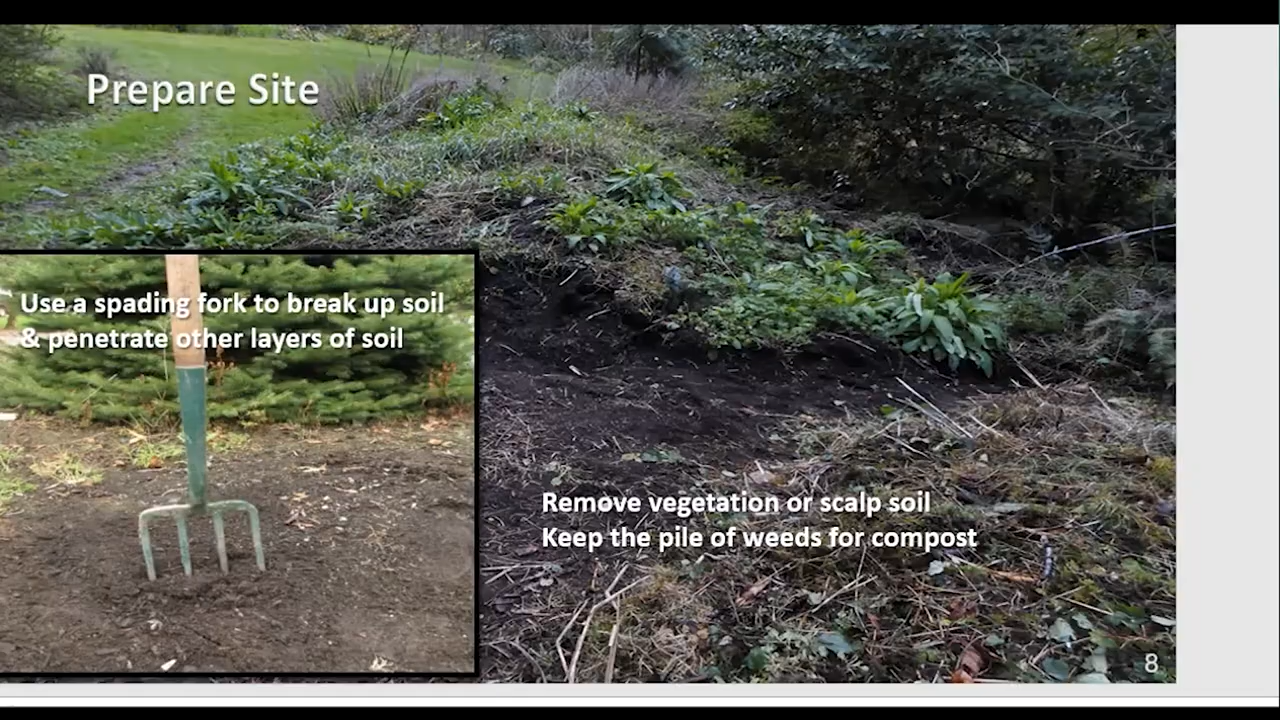 Prepare Site
Use a spading fork to break up soil
& penetrate other layers of soil
Remove vegetation or scalp soil
Keep the pile of weeds for compost
8